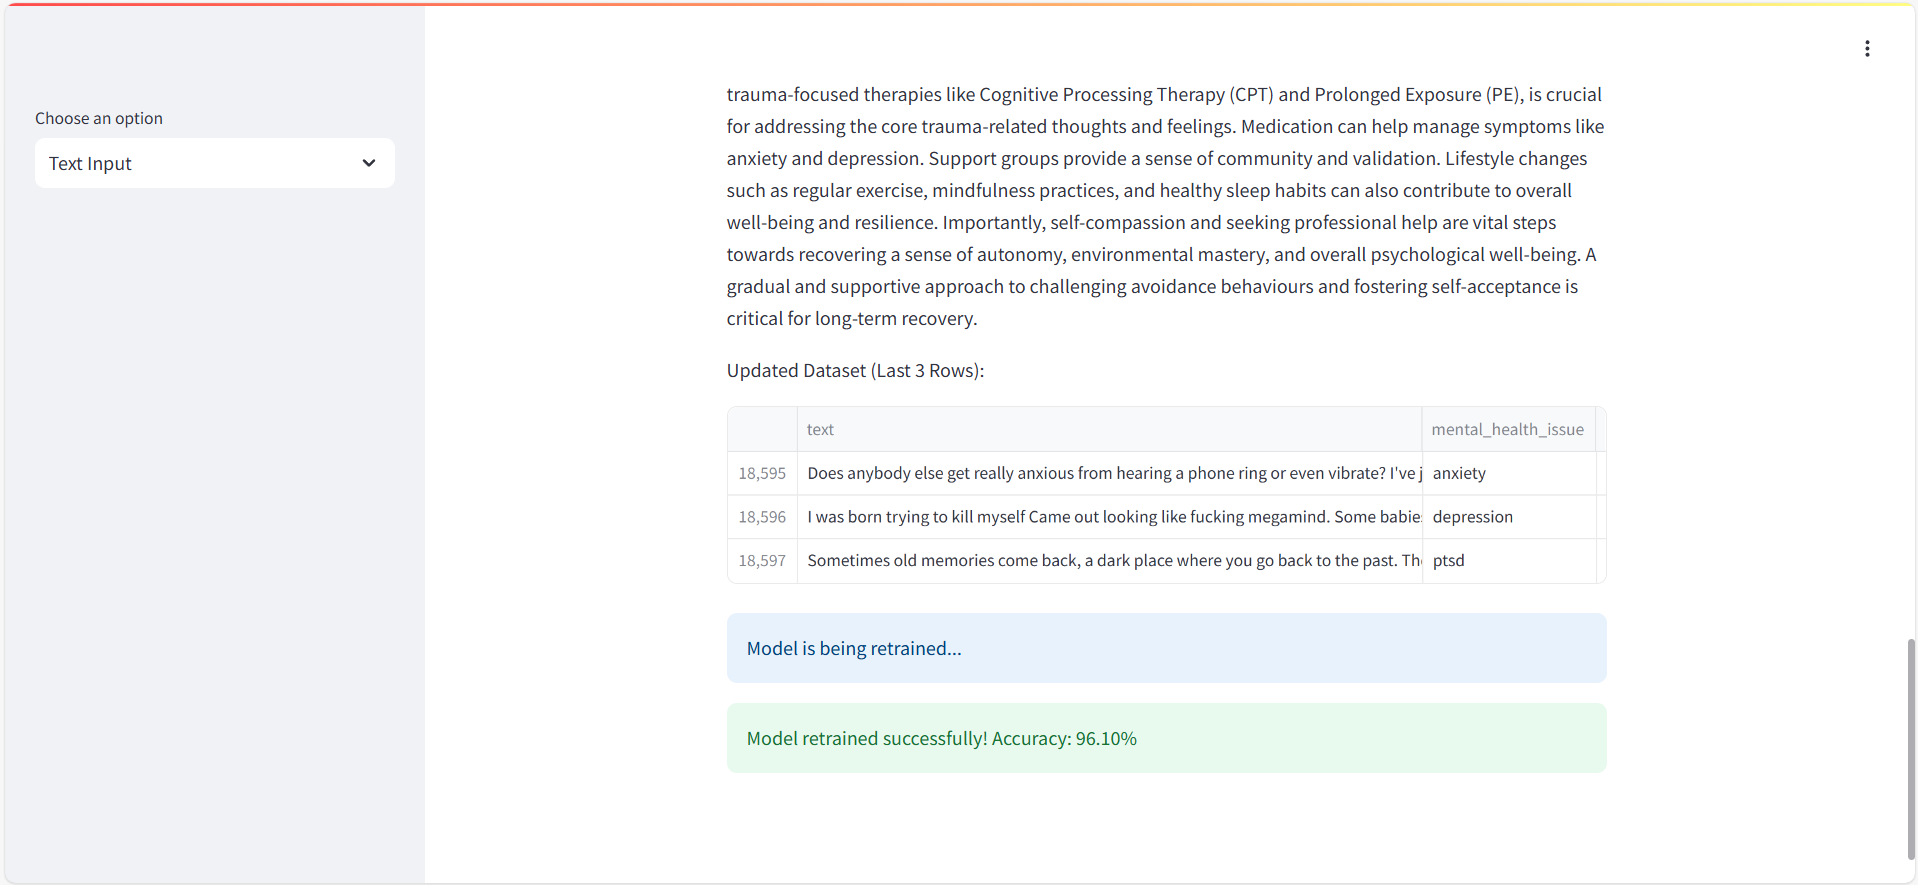 Choose an option
Text Input
trauma-focused therapies like Cognitive Processing Therapy (CPT) and Prolonged Exposure (PE), is crucial
for addressing the core trauma-related thoughts and feelings. Medication can help manage symptoms like
anxiety and depression. Support groups provide a sense of community and validation. Lifestyle changes
such as regular exercise, mindfulness practices, and healthy sleep habits can also contribute to overall
well-being and resilience. Importantly, self-compassion and seeking professional help are vital steps
towards recovering a sense of autonomy, environmental mastery, and overall psychological well-being. A
gradual and supportive approach to challenging avoidance behaviours and fostering self-acceptance is
critical for long-term recovery.
Updated Dataset (Last 3 Rows):
text mental_health_issue
18,595 Does anybody else get really anxious from hearing a phone ring or even vibrate? I've j anxiety
18,596 I was born trying to kill myself Came out looking like fucking megamind. Some babie depression
18,597 Sometimes old memories come back, a dark place where you go back to the past. Th ptsd
Model is being retrained...
Model retrained successfully! Accuracy: 96.10%